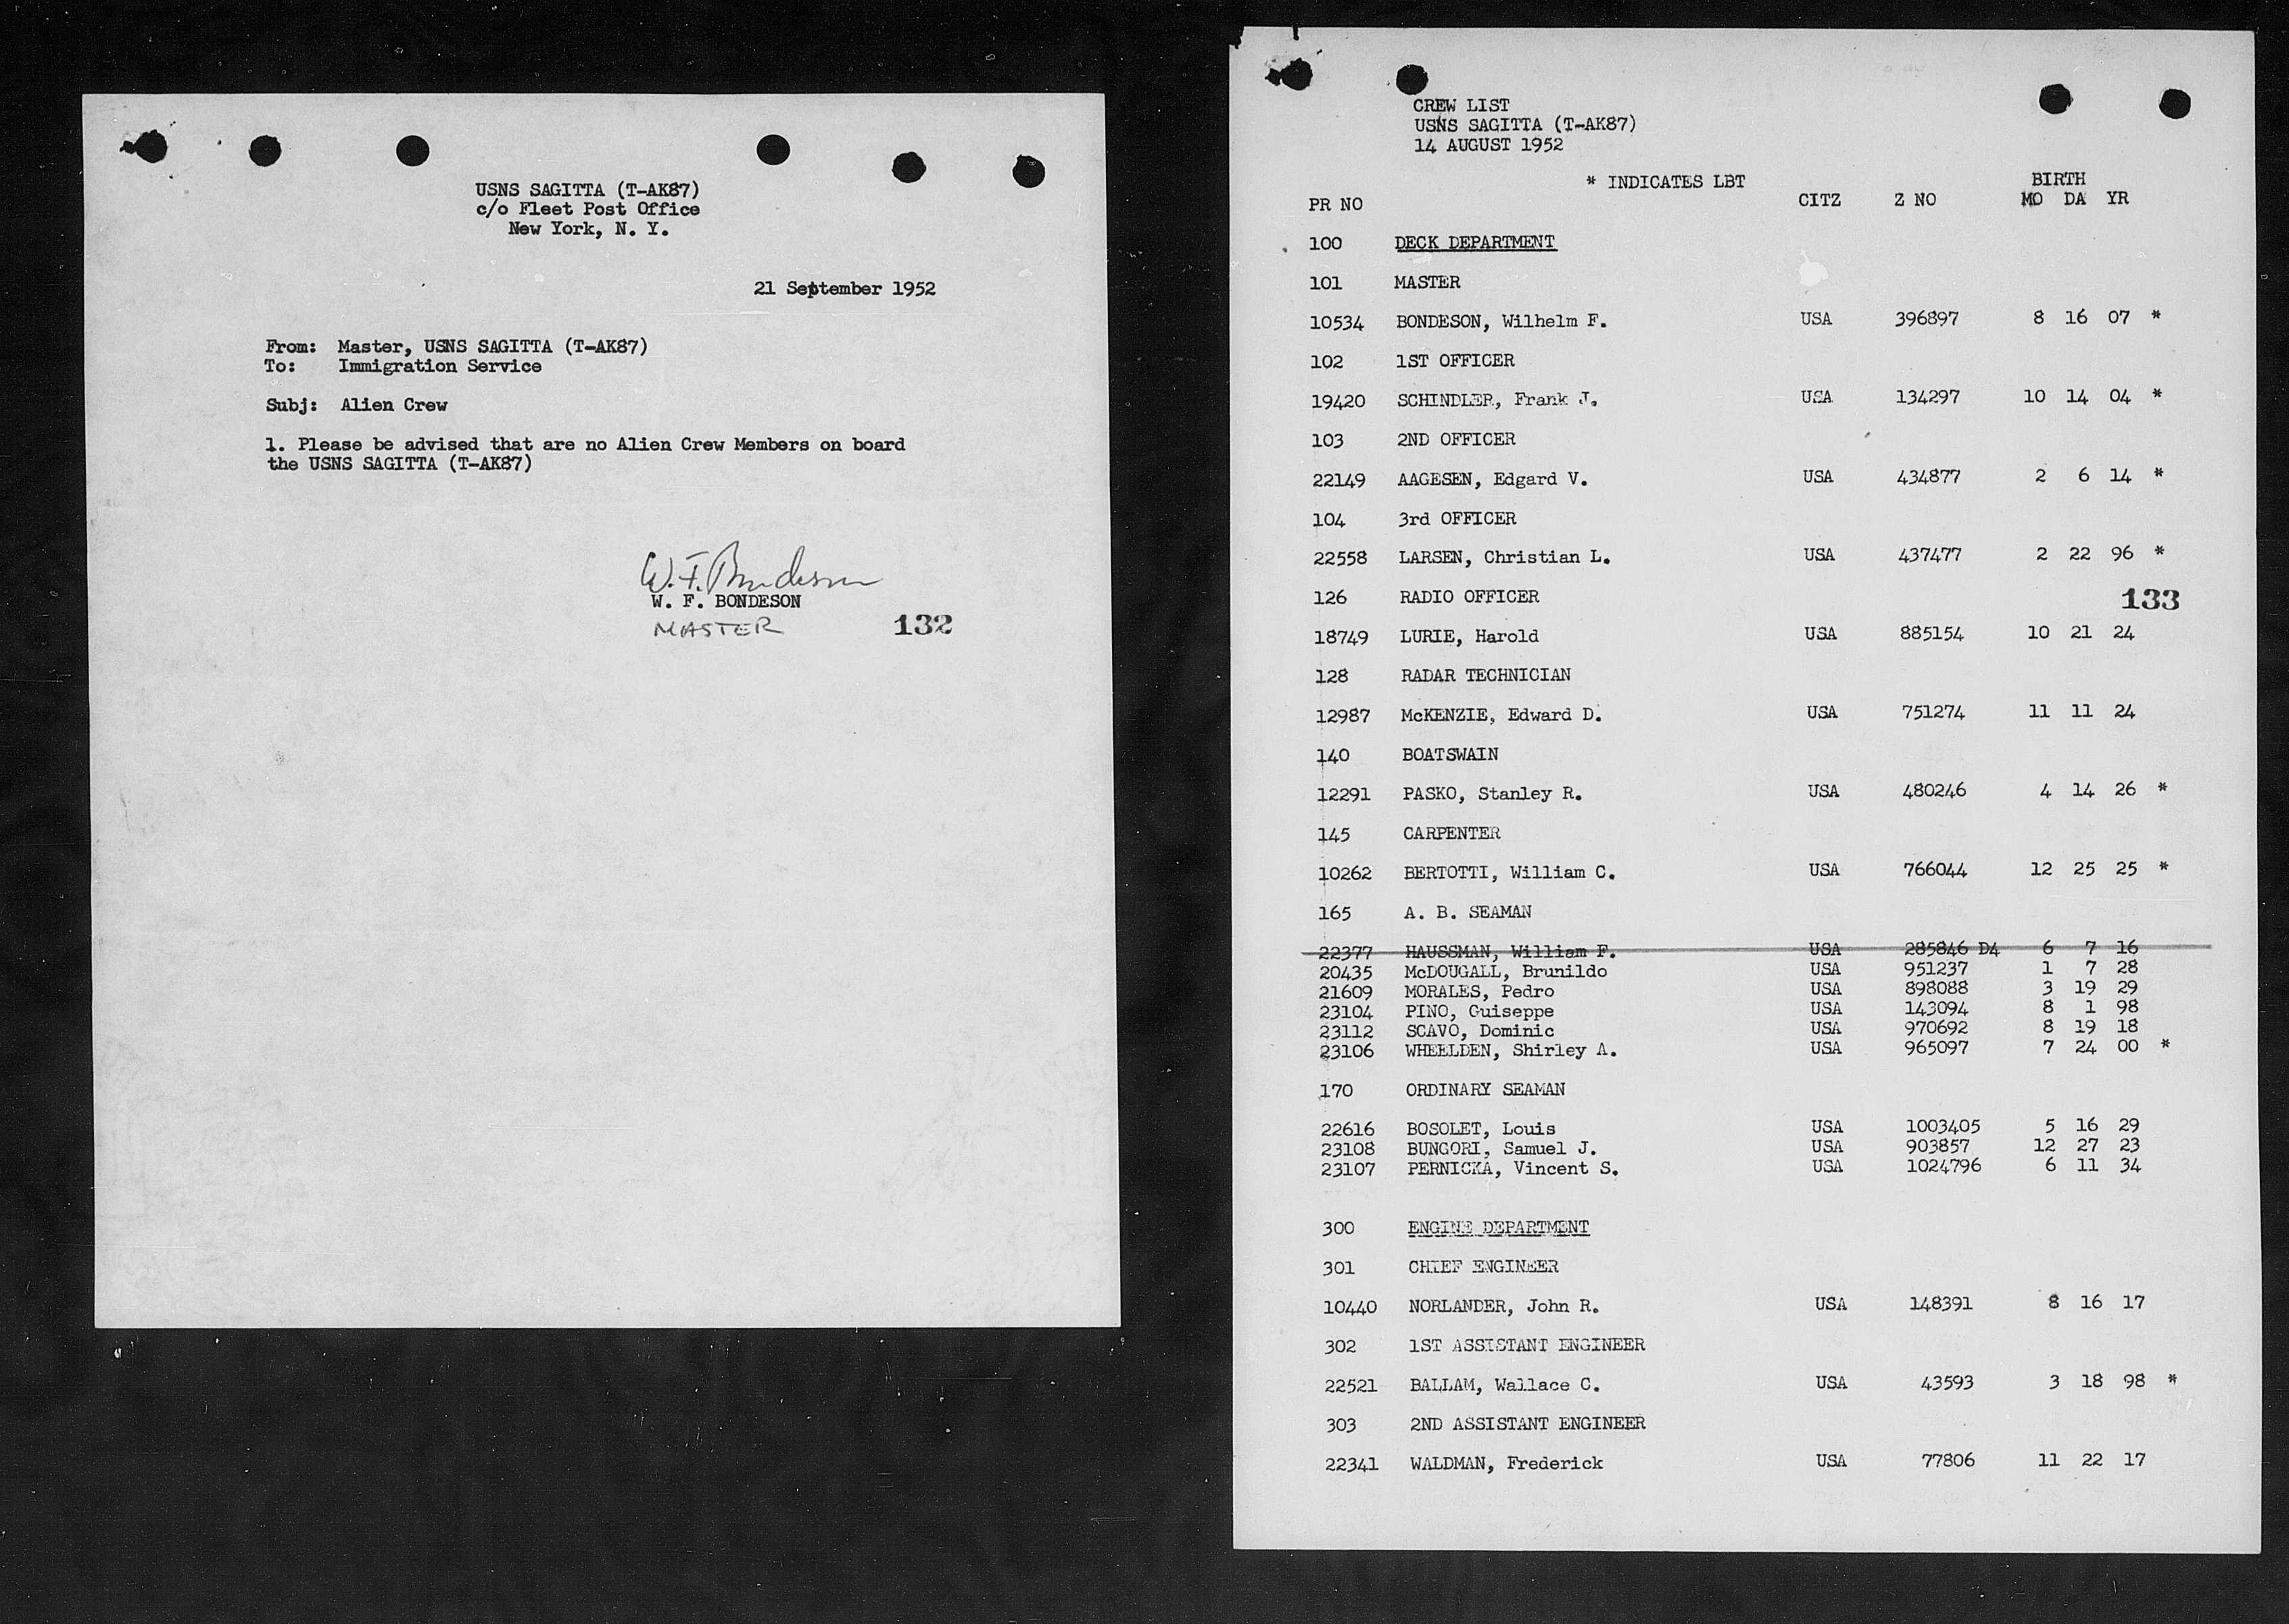 USNS SAGITTA (T-AK87)
c/o Fleet Post Office
New York, N. Y.
21 September 1952
From: Master, USNS SAGITTA (T-AK87)
To: Immigration Service
Subj: Alien Crew
1. Please be advised that are no Alien Crew Members on board
the USNS SAGITTA (T-AK87)
W. F. Bondeson
W. F. BONDESON
MASTER 132
CREW LIST
USNS SAGITTA (T-AK87)
14 AUGUST 1952
* INDICATES LBT BIRTH
PR NO CITZ Z NO MO DA YR
100 DECK DEPARTMENT
101 MASTER
10534 BONDESON, Wilhelm F. USA 396897 8 16 07 *
102 1ST OFFICER
19420 SCHINDLER, Frank J. USA 134297 10 14 04 *
103 2ND OFFICER
22149 AAGESEN, Edgard V. USA 434877 2 6 14 *
104 3rd OFFICER
22558 LARSEN, Christian L. USA 437477 2 22 96 *
126 RADIO OFFICER 133
18749 LURIE, Harold USA 885154 10 21 24
128 RADAR TECHNICIAN
12987 McKENZIE, Edward D. USA 751274 11 11 24
140 BOATSWAIN
12291 PASKO, Stanley R. USA 480246 4 14 26 *
145 CARPENTER
10262 BERTOTTI, William C. USA 766044 12 25 25 *
165 A. B. SEAMAN
22377 HAUSSMAN, William F. USA 285846 D4 6 7 16
20435 McDOUGALL, Brunildo USA 951237 1 7 28
21609 MORALES, Pedro USA 898088 3 19 29
23104 PINO, Guiseppe USA 143094 8 1 98
23112 SCAVO, Dominic USA 970692 8 19 18
23106 WHEELDEN, Shirley A. USA 965097 7 24 00 *
170 ORDINARY SEAMAN
22616 BOSOLET, Louis USA 1003405 5 16 29
23108 BUNGORI, Samuel J. USA 903857 12 27 23
23107 PERNICKA, Vincent S. USA 1024796 6 11 34
300 ENGINE DEPARTMENT
301 CHIEF ENGINEER
10440 NORLANDER, John R. USA 148391 8 16 17
302 1ST ASSISTANT ENGINEER
22521 BALLAM, Wallace C. USA 43593 3 18 98 *
303 2ND ASSISTANT ENGINEER
22341 WALDMAN, Frederick USA 77806 11 22 17